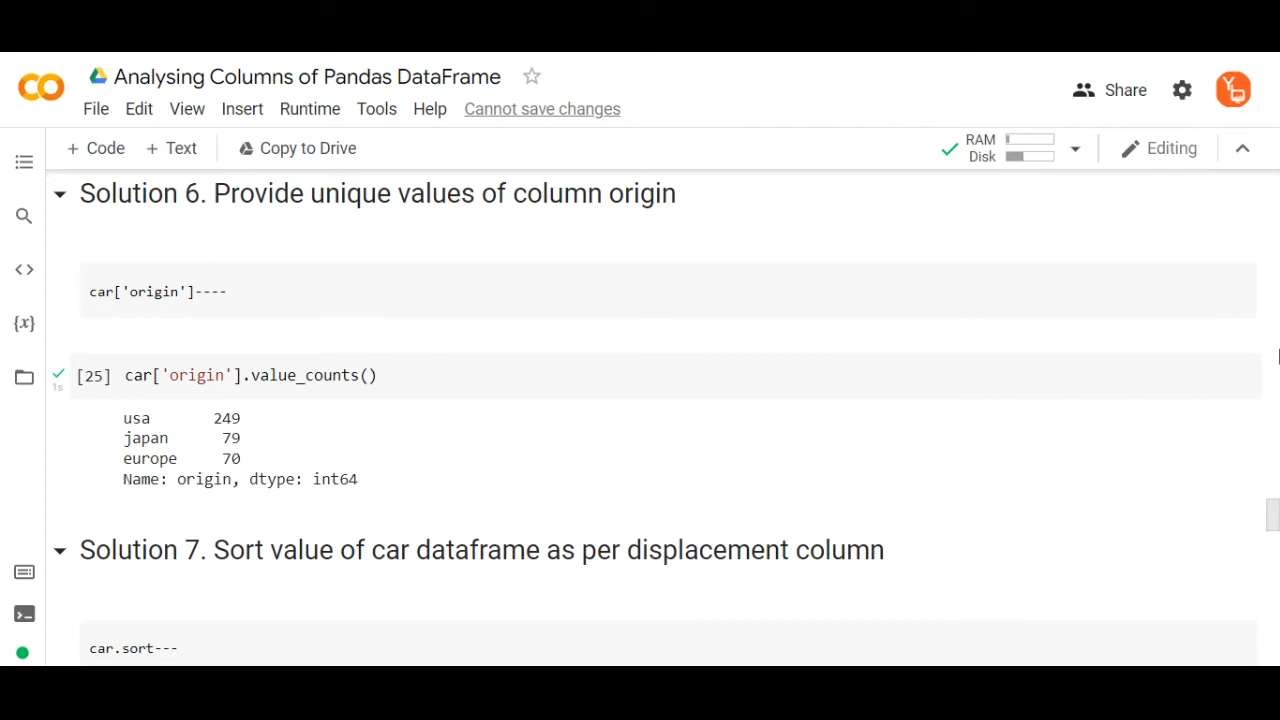 Analysing Columns of Pandas DataFrame
File Edit View Insert Runtime Tools Help Cannot save changes
Share
+ Code + Text Copy to Drive
RAM
Disk
Editing
Solution 6. Provide unique values of column origin
car['origin']----
1s
[25] car['origin'].value_counts()
usa 249
japan 79
europe 70
Name: origin, dtype: int64
Solution 7. Sort value of car dataframe as per displacement column
car.sort---